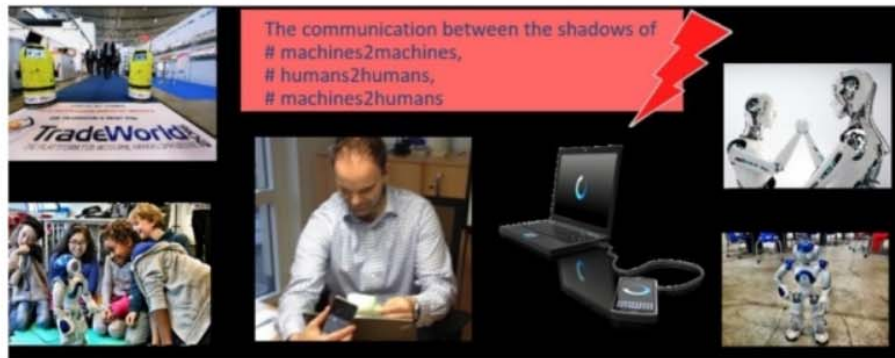 The communication between the shadows of
# machines2machines,
# humans2humans,
# machines2humans
TradeWorld